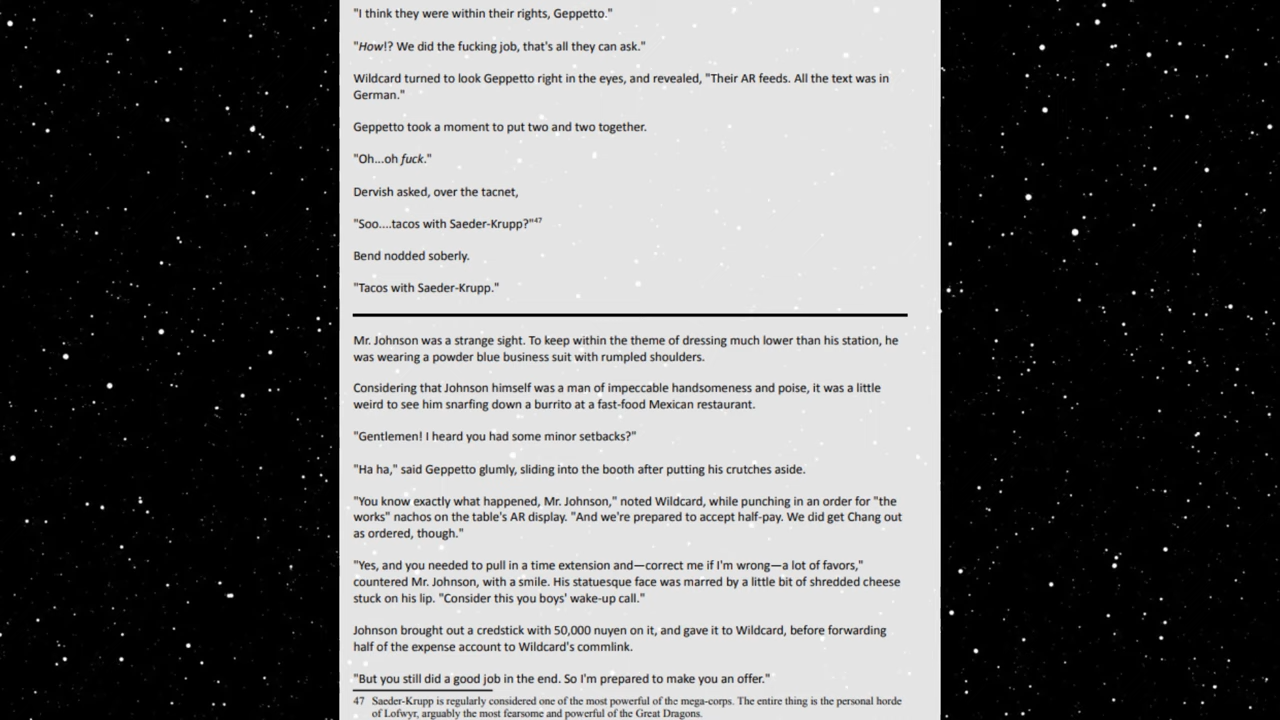 "I think they were within their rights, Geppetto."
"How!? We did the fucking job, that's all they can ask."
Wildcard turned to look Geppetto right in the eyes, and revealed, "Their AR feeds. All the text was in
German."
Geppetto took a moment to put two and two together.
"Oh...oh fuck."
Dervish asked, over the tacnet,
"Soo....tacos with Saeder-Krupp?"47
Bend nodded soberly.
"Tacos with Saeder-Krupp."
Mr. Johnson was a strange sight. To keep within the theme of dressing much lower than his station, he
was wearing a powder blue business suit with rumpled shoulders.
Considering that Johnson himself was a man of impeccable handsomeness and poise, it was a little
weird to see him snarfing down a burrito at a fast-food Mexican restaurant.
"Gentlemen! I heard you had some minor setbacks?"
"Ha ha," said Geppetto glumly, sliding into the booth after putting his crutches aside.
"You know exactly what happened, Mr. Johnson," noted Wildcard, while punching in an order for "the
works" nachos on the table's AR display. "And we're prepared to accept half-pay. We did get Chang out
as ordered, though."
"Yes, and you needed to pull in a time extension and—correct me if I'm wrong—a lot of favors,"
countered Mr. Johnson, with a smile. His statuesque face was marred by a little bit of shredded cheese
stuck on his lip. "Consider this you boys' wake-up call."
Johnson brought out a credstick with 50,000 nuyen on it, and gave it to Wildcard, before forwarding
half of the expense account to Wildcard's commlink.
"But you still did a good job in the end. So I'm prepared to make you an offer."
47 Saeder-Krupp is regularly considered one of the most powerful of the mega-corps. The entire thing is the personal horde
of Lofwyr, arguably the most fearsome and powerful of the Great Dragons.